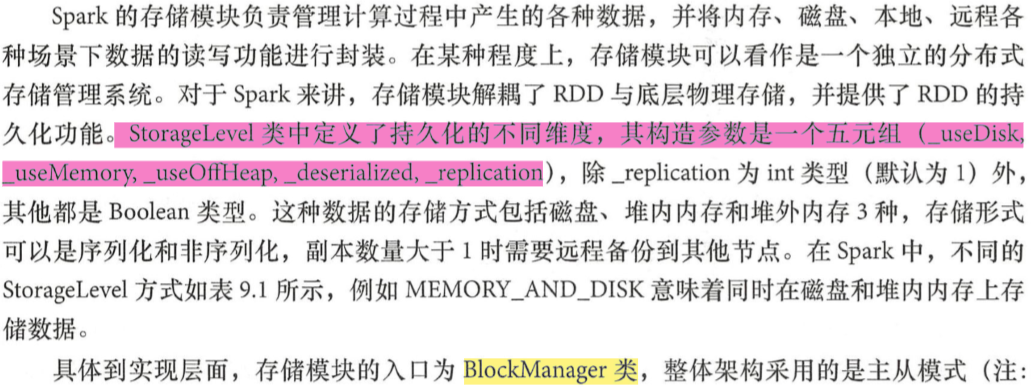 Spark 的存储模块负责管理计算过程中产生的各种数据，并将内存、磁盘、本地、远程各
种场景下数据的读写功能进行封装。在某种程度上，存储模块可以看作是一个独立的分布式
存储管理系统。对于 Spark 来讲，存储模块解耦了 RDD 与底层物理存储，并提供了 RDD 的持
久化功能。StorageLevel 类中定义了持久化的不同维度，其构造参数是一个五元组（_useDisk,
_useMemory, _useOffHeap, _deserialized, _replication），除 _replication 为 int 类型（默认为 1）外，
其他都是 Boolean 类型。这种数据的存储方式包括磁盘、堆内内存和堆外内存 3 种，存储形式
可以是序列化和非序列化，副本数量大于 1 时需要远程备份到其他节点。在 Spark 中，不同的
StorageLevel 方式如表 9.1 所示，例如 MEMORY_AND_DISK 意味着同时在磁盘和堆内内存上存
储数据。
具体到实现层面，存储模块的入口为 BlockManager 类，整体架构采用的是主从模式（注：